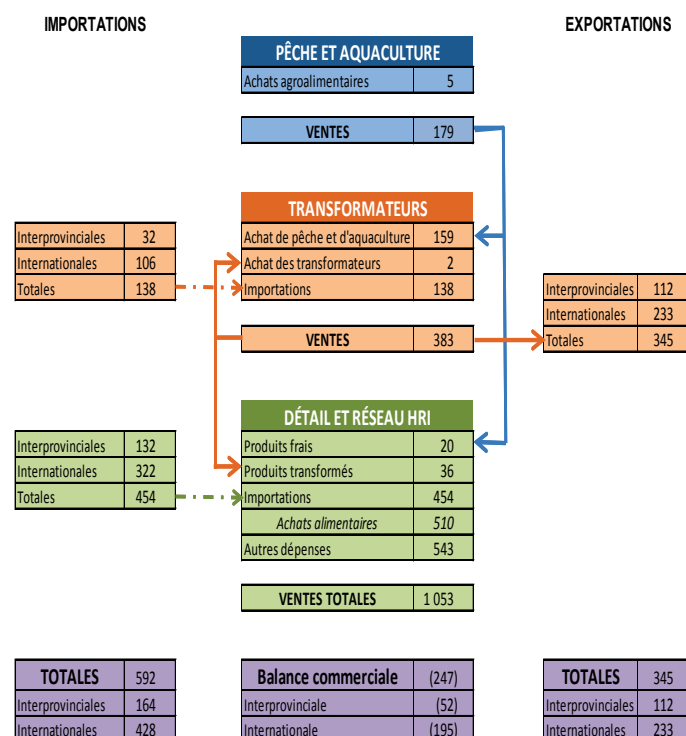 IMPORTATIONS
EXPORTATIONS
PÊCHE ET AQUACULTURE
Achats agroalimentaires 5
VENTES 179
TRANSFORMATEURS
Interprovinciales 32
Achat de pêche et d'aquaculture 159
Internationales 106
Achat des transformateurs 2
Totales 138
Importations 138
Interprovinciales 112
Internationales 233
VENTES 383
Totales 345
DÉTAIL ET RÉSEAU HRI
Interprovinciales 132
Produits frais 20
Internationales 322
Produits transformés 36
Totales 454
Importations 454
Achats alimentaires 510
Autres dépenses 543
VENTES TOTALES 1 053
TOTALES 592
Balance commerciale (247)
TOTALES 345
Interprovinciales 164
Interprovinciale (52)
Interprovinciales 112
Internationales 428
Internationale (195)
Internationales 233